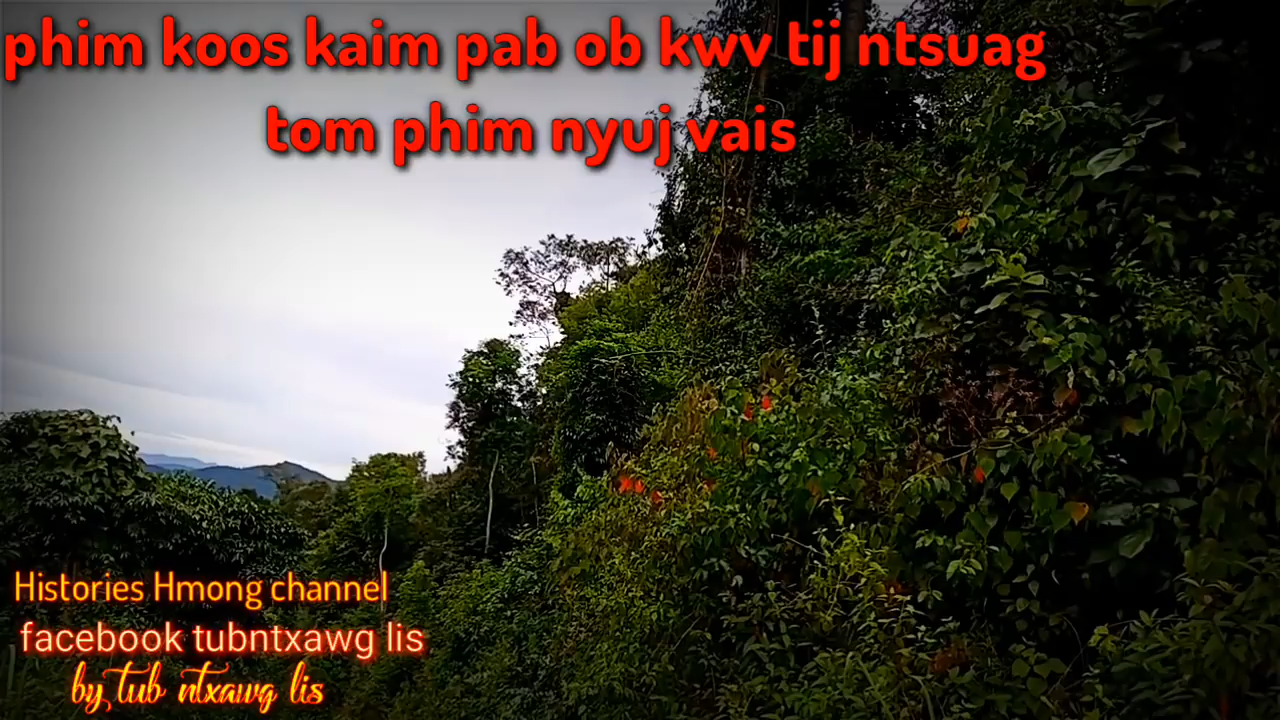 phim koos kaim pab ob kwv tij ntsuag
tom phim nyuj vais
Histories Hmong channel
facebook tubntxawg lis
by tub ntxawg lis